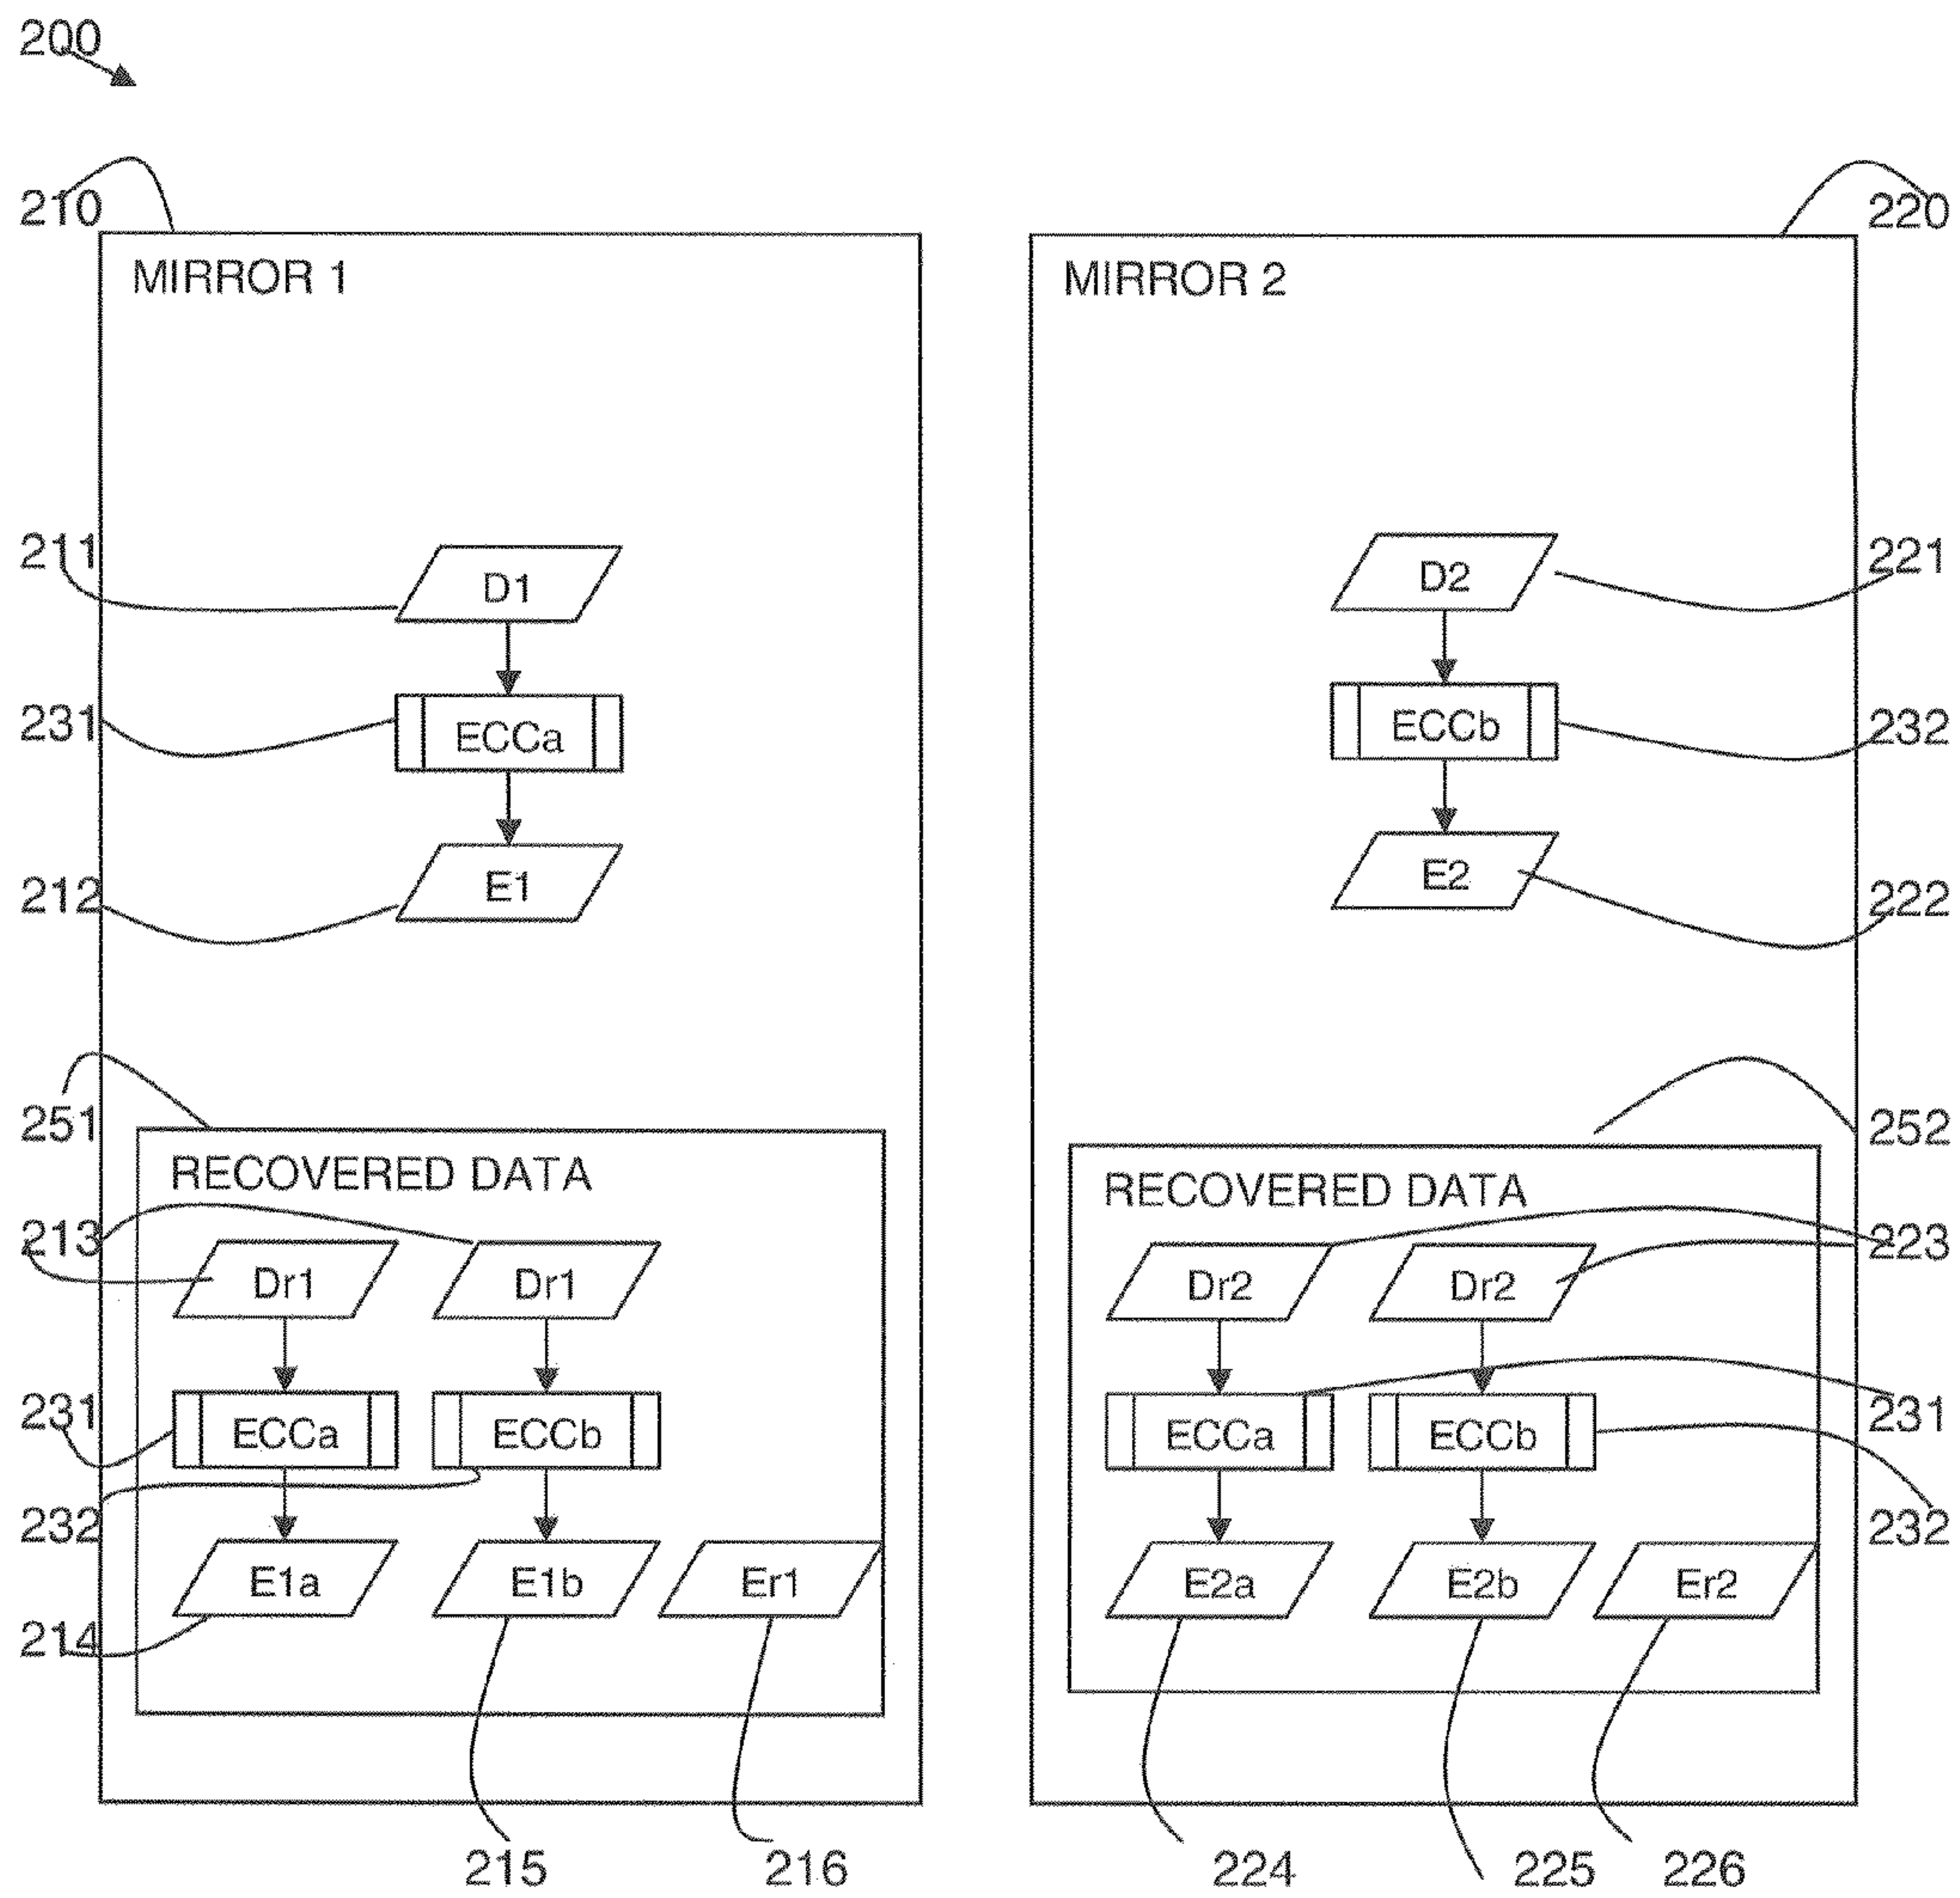 200
210
220
MIRROR 1
MIRROR 2
211
D1
D2
221
231
ECCa
ECCb
232
212
E1
E2
222
251
252
RECOVERED DATA
RECOVERED DATA
213
Dr1
Dr1
Dr2
Dr2
223
231
ECCa
ECCb
ECCa
ECCb
231
232
232
E1a
E1b
Er1
E2a
E2b
Er2
214
215
216
224
225
226